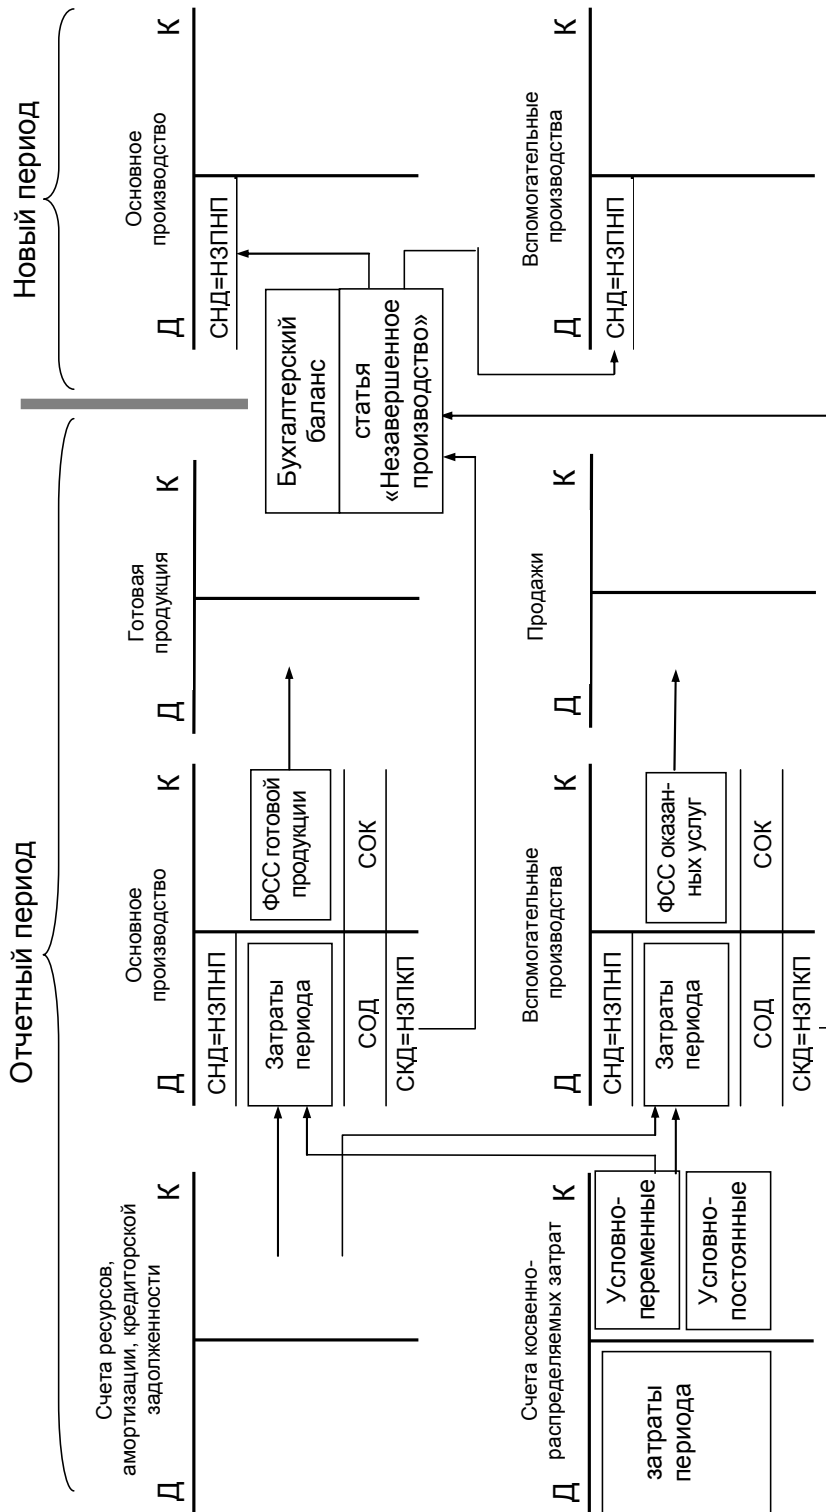 Отчетный период
Новый период
Счета ресурсов,
амортизации, кредиторской
задолженности
Д
К
Основное
производство
Д
К
СНД=НЗПНП
Затраты
периода
СОД
СКД=НЗПКП
ФСС готовой
продукции
СОК
Готовая
продукция
Д
К
Бухгалтерский
баланс
статья
«Незавершенное
производство»
Основное
производство
Д
К
СНД=НЗПНП
Счета косвенно-
распределяемых затрат
Д
К
затраты
периода
Условно-
переменные
Условно-
постоянные
Вспомогательные
производства
Д
К
СНД=НЗПНП
Затраты
периода
СОД
СКД=НЗПКП
ФСС оказан-
ных услуг
СОК
Продажи
Д
К
Вспомогательные
производства
Д
К
СНД=НЗПНП